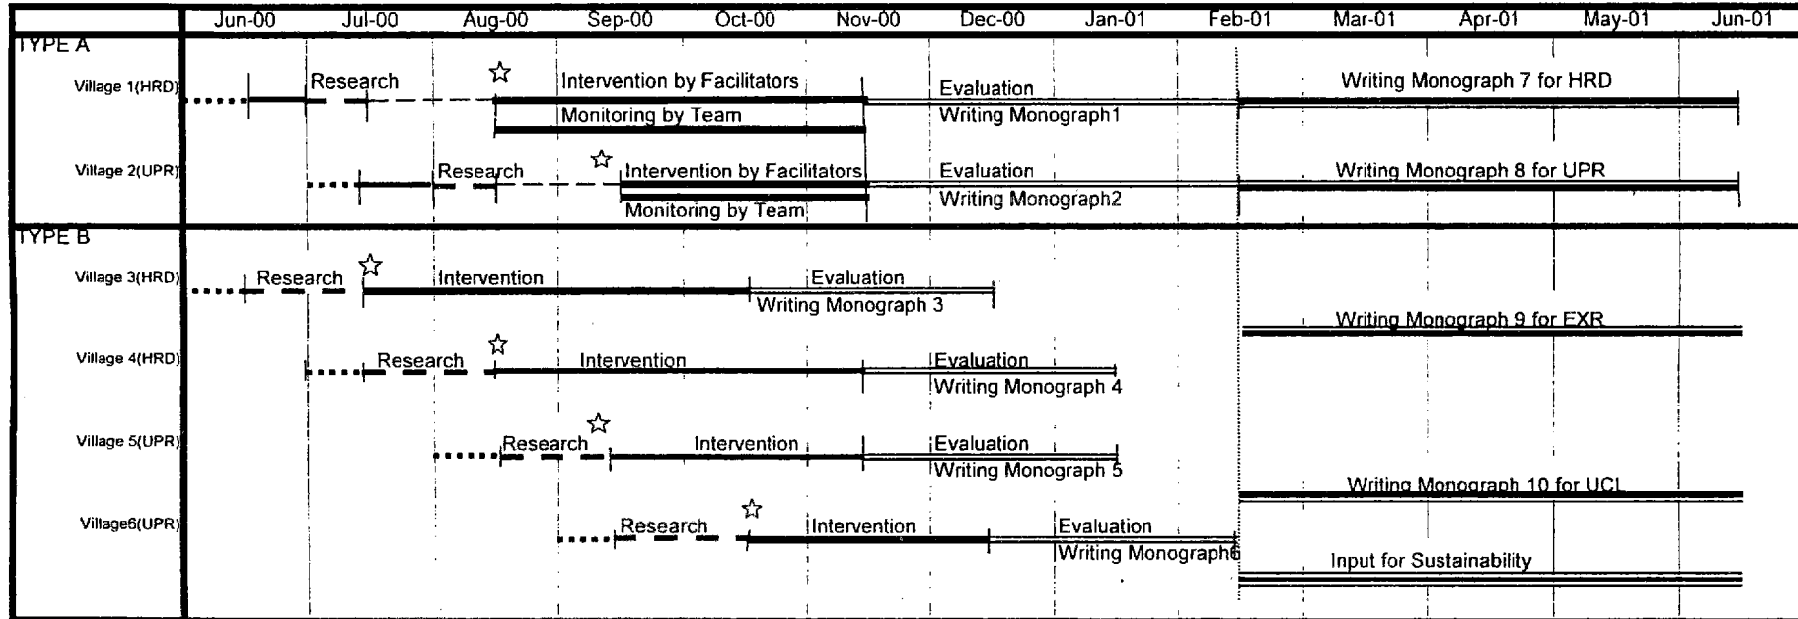 Jun-00 Jul-00 Aug-00 Sep-00 Oct-00 Nov-00 Dec-00 Jan-01 Feb-01 Mar-01 Apr-01 May-01 Jun-01
TYPE A
Village 1(HRD) Research Intervention by Facilitators Evaluation Writing Monograph 7 for HRD
Monitoring by Team Writing Monograph1
Village 2(UPR) Research Intervention by Facilitators Evaluation Writing Monograph 8 for UPR
Monitoring by Team Writing Monograph2
TYPE B
Village 3(HRD) Research Intervention Evaluation
Writing Monograph 3
Writing Monograph 9 for EXR
Village 4(HRD) Research Intervention Evaluation
Writing Monograph 4
Village 5(UPR) Research Intervention Evaluation
Writing Monograph 5
Writing Monograph 10 for UCL
Village6(UPR) Research Intervention Evaluation
Writing Monograph6
Input for Sustainability